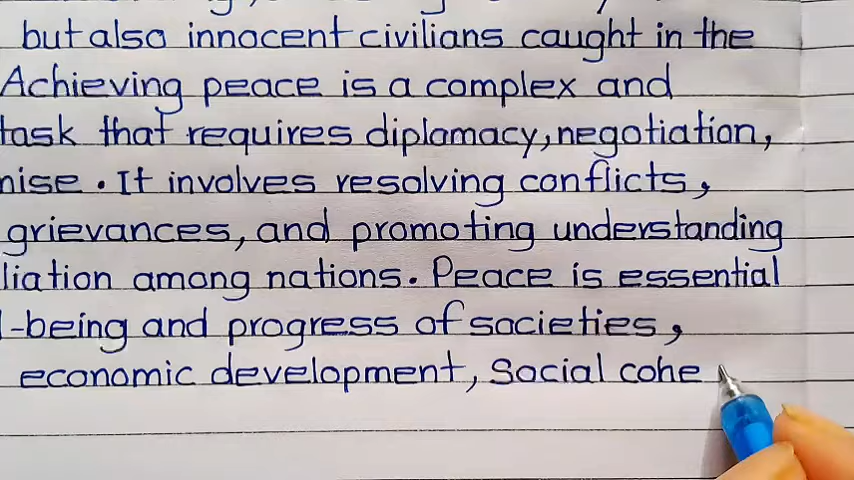 but also innocent civilians caught in the
Achieving peace is a complex and
task that requires diplomacy, negotiation,
nise. It involves resolving conflicts,
grievances, and promoting understanding
liation among nations. Peace is essential
-being and progress of societies,
economic development, Social cohe